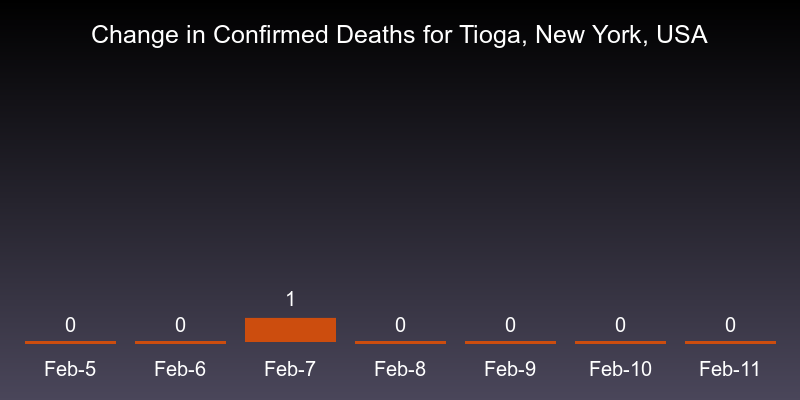 Change in Confirmed Deaths for Tioga, New York, USA
1
0 0 0 0 0 0
Feb-5 Feb-6 Feb-7 Feb-8 Feb-9 Feb-10 Feb-11